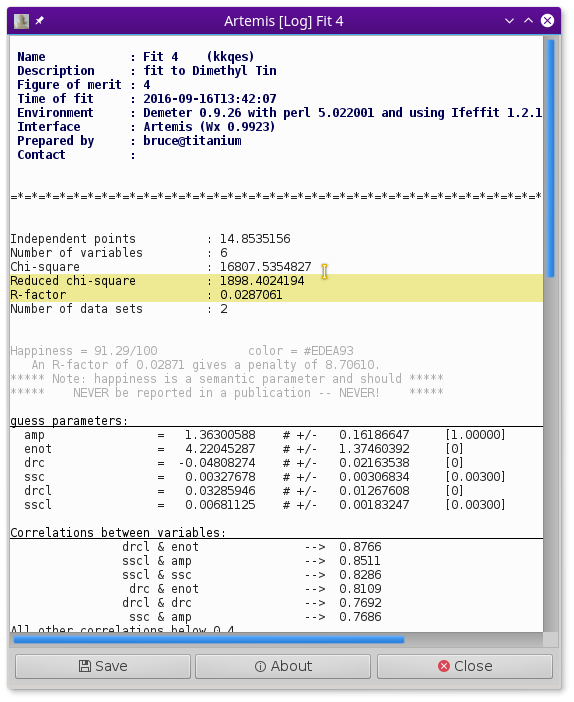 Artemis [Log] Fit 4
Name : Fit 4 (kkqes)
Description : fit to Dimethyl Tin
Figure of merit : 4
Time of fit : 2016-09-16T13:42:07
Environment : Demeter 0.9.26 with perl 5.022001 and using Ifeffit 1.2.1
Interface : Artemis (Wx 0.9923)
Prepared by : bruce@titanium
Contact :
=*=*=*=*=*=*=*=*=*=*=*=*=*=*=*=*=*=*=*=*=*=*=*=*=*=*=*=*=*=*=*=*=*=*=*=*=*=*
Independent points : 14.8535156
Number of variables : 6
Chi-square : 16807.5354827
Reduced chi-square : 1898.4024194
R-factor : 0.0287061
Number of data sets : 2
Happiness = 91.29/100 color = #EDEA93
An R-factor of 0.02871 gives a penalty of 8.70610.
***** Note: happiness is a semantic parameter and should *****
***** NEVER be reported in a publication -- NEVER! *****
guess parameters:
amp = 1.36300588 # +/- 0.16186647 [1.00000]
enot = 4.22045287 # +/- 1.37460392 [0]
drc = -0.04808274 # +/- 0.02163538 [0]
ssc = 0.00327678 # +/- 0.00306834 [0.00300]
drcl = 0.03285946 # +/- 0.01267608 [0]
sscl = 0.00681125 # +/- 0.00183247 [0.00300]
Correlations between variables:
drcl & enot --> 0.8766
sscl & amp --> 0.8511
sscl & ssc --> 0.8286
drc & enot --> 0.8109
drcl & drc --> 0.7692
ssc & amp --> 0.7686
All other correlations below 0.4
Save
About
Close